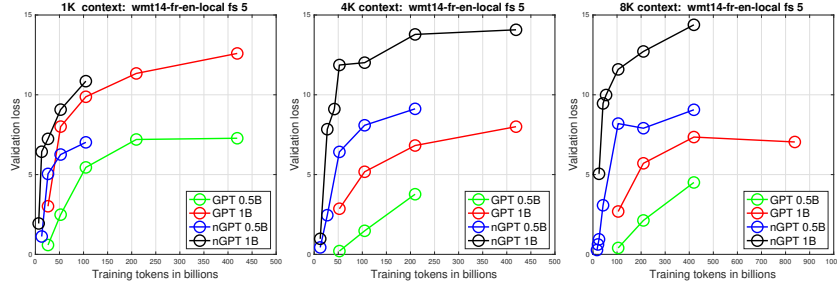 1K context: wmt14-fr-en-local fs 5
Validation loss
15
10
5
0
0 50 100 150 200 250 300 350 400 450 500
Training tokens in billions
GPT 0.5B
GPT 1B
nGPT 0.5B
nGPT 1B
4K context: wmt14-fr-en-local fs 5
Validation loss
15
10
5
0
0 50 100 150 200 250 300 350 400 450 500
Training tokens in billions
GPT 0.5B
GPT 1B
nGPT 0.5B
nGPT 1B
8K context: wmt14-fr-en-local fs 5
Validation loss
15
10
5
0
0 100 200 300 400 500 600 700 800 900 1000
Training tokens in billions
GPT 0.5B
GPT 1B
nGPT 0.5B
nGPT 1B